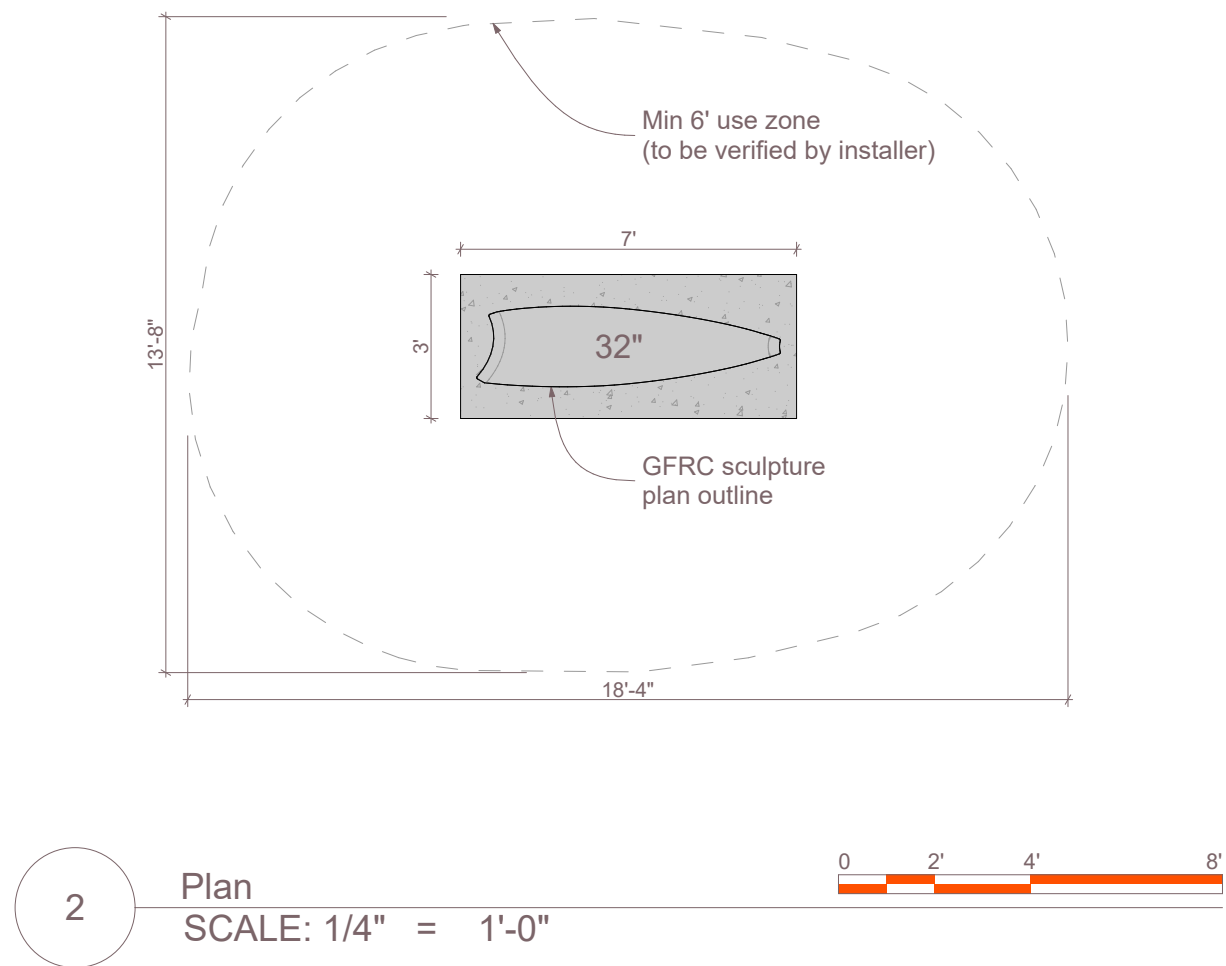 Min 6' use zone
(to be verified by installer)
7'
13'-8"
3'
32"
GFRC sculpture
plan outline
18'-4"
0 2' 4' 8'
2
Plan
SCALE: 1/4" = 1'-0"